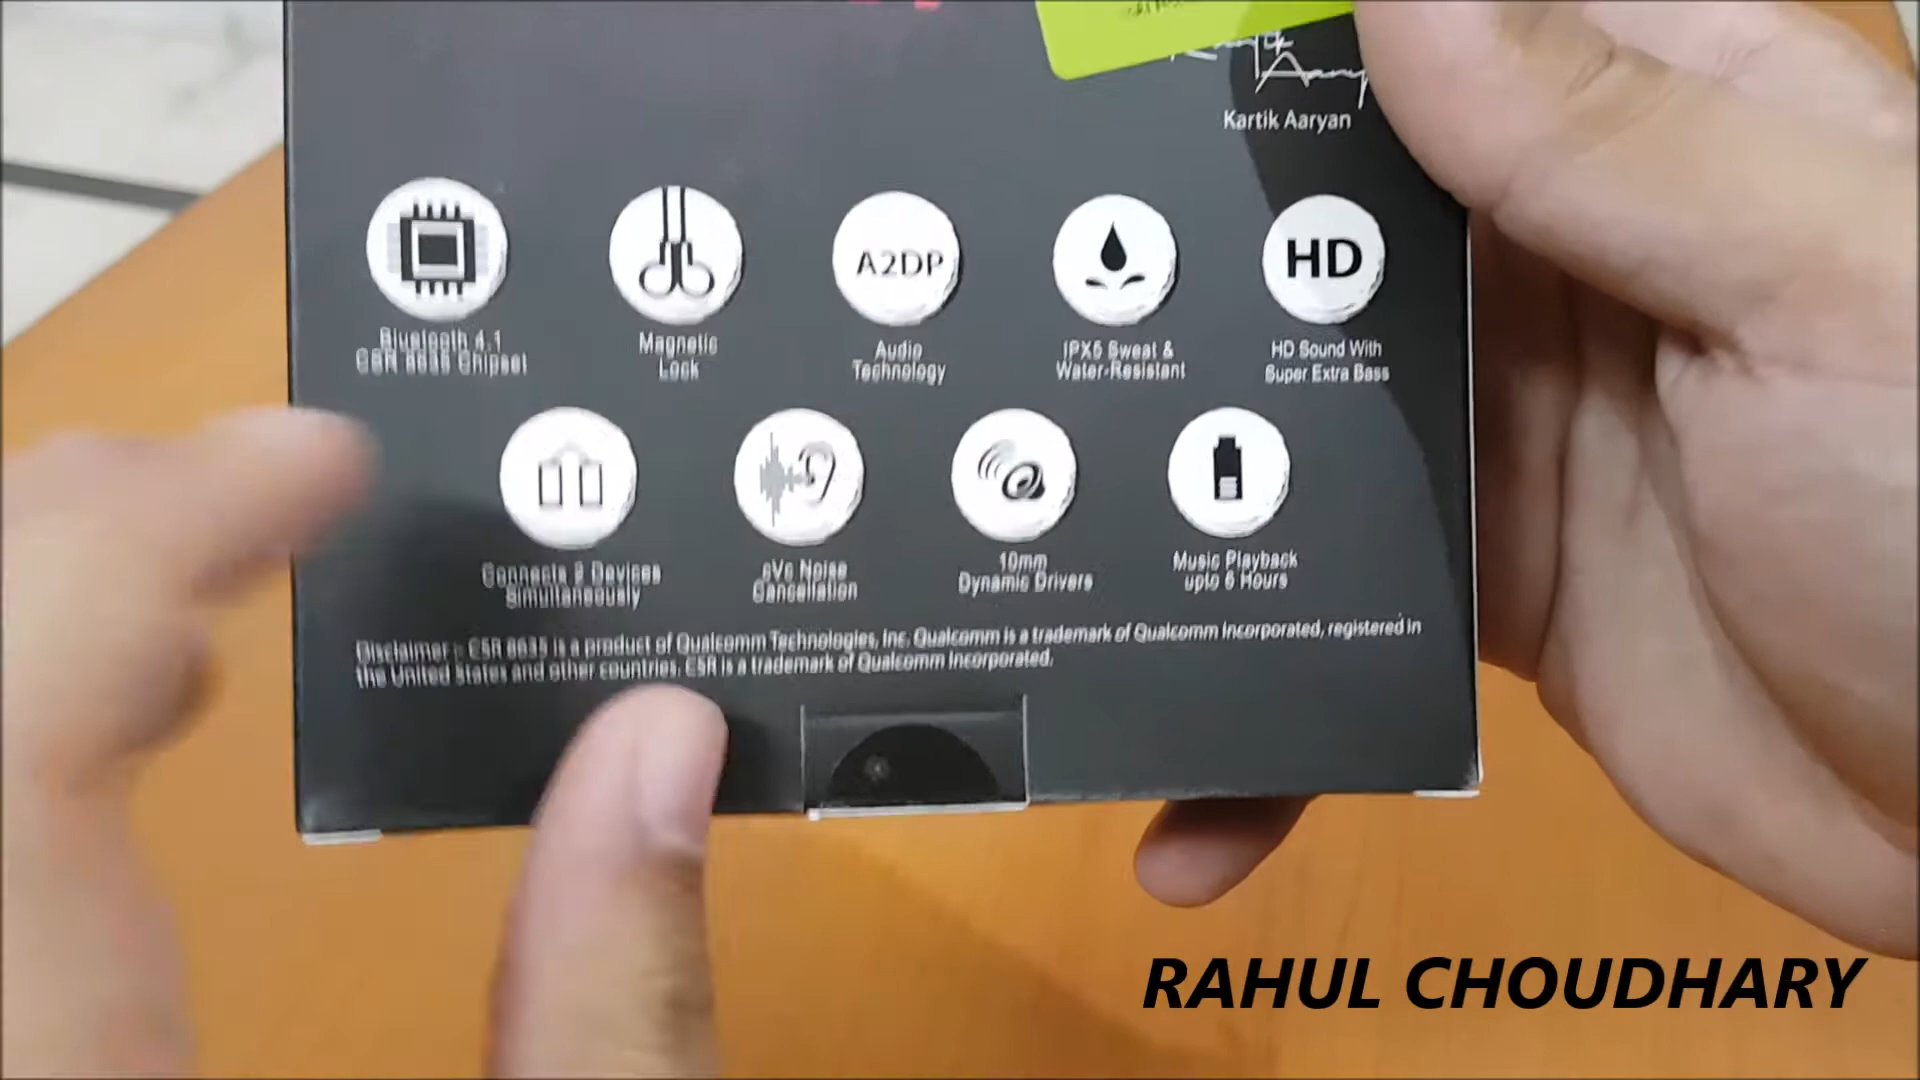 Kartik Aaryan
A2DP
HD
Bluetooth 4.1
CSR 8635 Chipset
Magnetic
Lock
Audio
Technology
IPX5 Sweat &
Water-Resistant
HD Sound With
Super Extra Bass
Connects 2 Devices
Simultaneously
cVc Noise
Cancellation
10mm
Dynamic Drivers
Music Playback
upto 6 Hours
Disclaimer : CSR 8635 is a product of Qualcomm Technologies, Inc. Qualcomm is a trademark of Qualcomm Incorporated, registered in
the United States and other countries. CSR is a trademark of Qualcomm Incorporated.
RAHUL CHOUDHARY